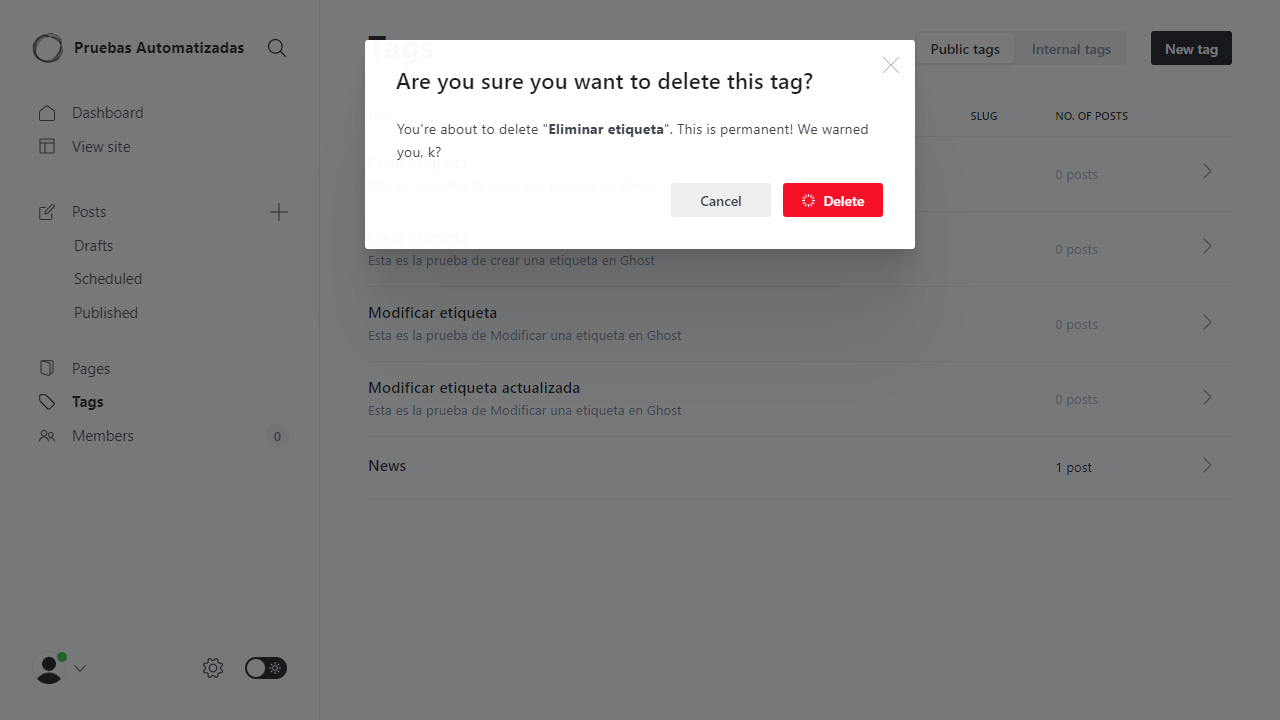 Pruebas Automatizadas
Dashboard
View site
Posts
Drafts
Scheduled
Published
Pages
Tags
Members
0
Tags
Public tags
Internal tags
New tag
SLUG
NO. OF POSTS
Are you sure you want to delete this tag?
You're about to delete "Eliminar etiqueta". This is permanent! We warned
you, k?
Cancel
Delete
0 posts
Crear etiqueta
Esta es la prueba de crear una etiqueta en Ghost
0 posts
Modificar etiqueta
Esta es la prueba de Modificar una etiqueta en Ghost
0 posts
Modificar etiqueta actualizada
Esta es la prueba de Modificar una etiqueta en Ghost
0 posts
News
1 post